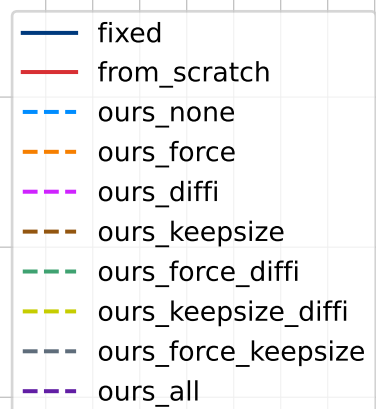 fixed
from_scratch
ours_none
ours_force
ours_diffi
ours_keepsize
ours_force_diffi
ours_keepsize_diffi
ours_force_keepsize
ours_all